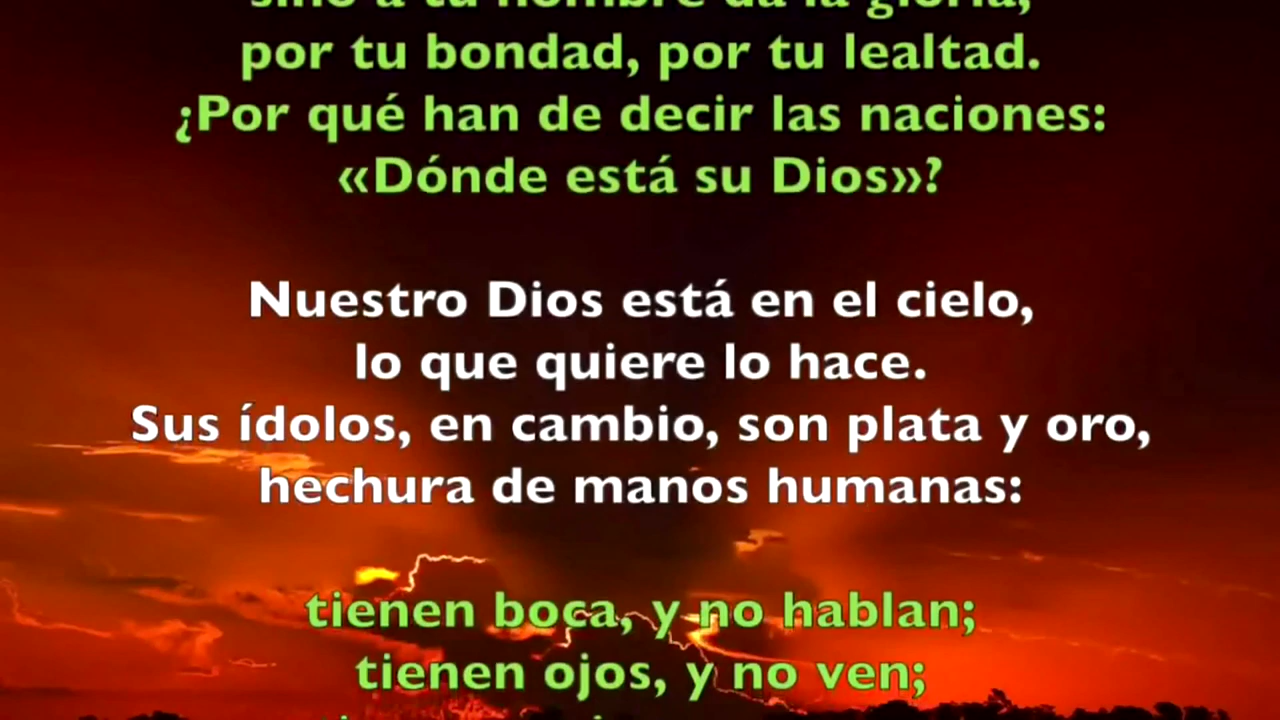 sino a tu nombre da la gloria,
por tu bondad, por tu lealtad.
¿Por qué han de decir las naciones:
«Dónde está su Dios»?
Nuestro Dios está en el cielo,
lo que quiere lo hace.
Sus ídolos, en cambio, son plata y oro,
hechura de manos humanas:
tienen boca, y no hablan;
tienen ojos, y no ven;